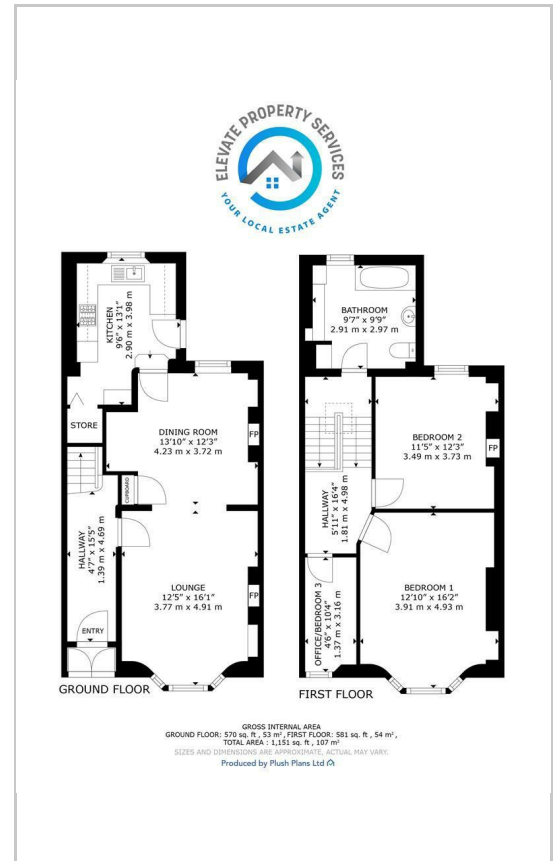 ELEVATE PROPERTY SERVICES
YOUR LOCAL ESTATE AGENT
KITCHEN
9'6" x 13'1"
2.90 m x 3.98 m
STORE
DINING ROOM
13'10" x 12'3"
4.23 m x 3.72 m
FP
CUPBOARD
HALLWAY
4'7" x 15'5"
1.39 m x 4.69 m
LOUNGE
12'5" x 16'1"
3.77 m x 4.91 m
FP
ENTRY
GROUND FLOOR
BATHROOM
9'7" x 9'9"
2.91 m x 2.97 m
BEDROOM 2
11'5" x 12'3"
3.49 m x 3.73 m
FP
HALLWAY
5'11" x 16'4"
1.81 m x 4.98 m
OFFICE/BEDROOM 3
4'6" x 10'4"
1.37 m x 3.16 m
BEDROOM 1
12'10" x 16'2"
3.91 m x 4.93 m
FIRST FLOOR
GROSS INTERNAL AREA
GROUND FLOOR: 570 sq. ft , 53 m², FIRST FLOOR: 581 sq. ft , 54 m² ,
TOTAL AREA : 1,151 sq. ft , 107 m²
SIZES AND DIMENSIONS ARE APPROXIMATE, ACTUAL MAY VARY.
Produced by Plush Plans Ltd